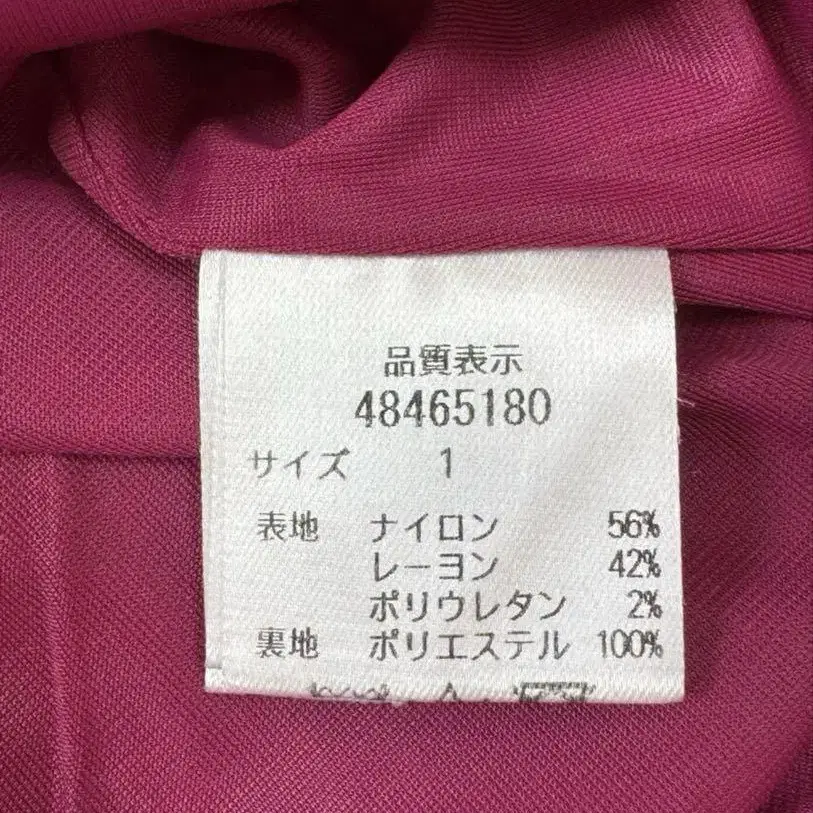 品質表示
48465180
サイズ 1
表地 ナイロン 56%
レーヨン 42%
ポリウレタン 2%
裏地 ポリエステル 100%